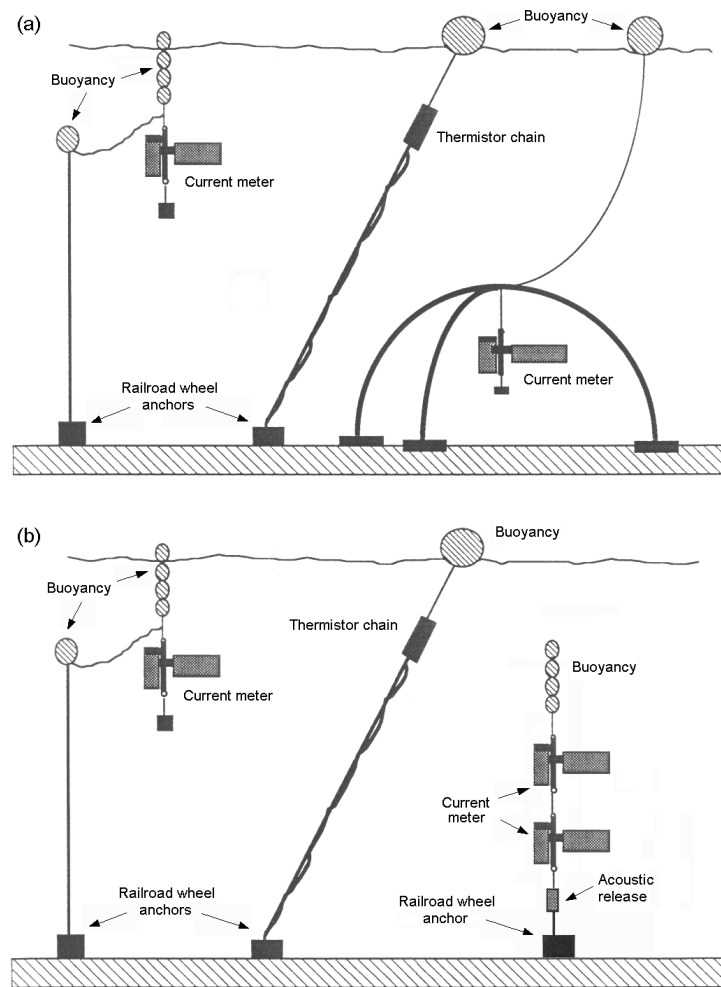 (a)
Buoyancy
Buoyancy
Thermistor chain
Current meter
Current meter
Railroad wheel
anchors
(b)
Buoyancy
Buoyancy
Thermistor chain
Buoyancy
Current meter
Current
meter
Railroad wheel
anchors
Acoustic
release
Railroad wheel
anchor